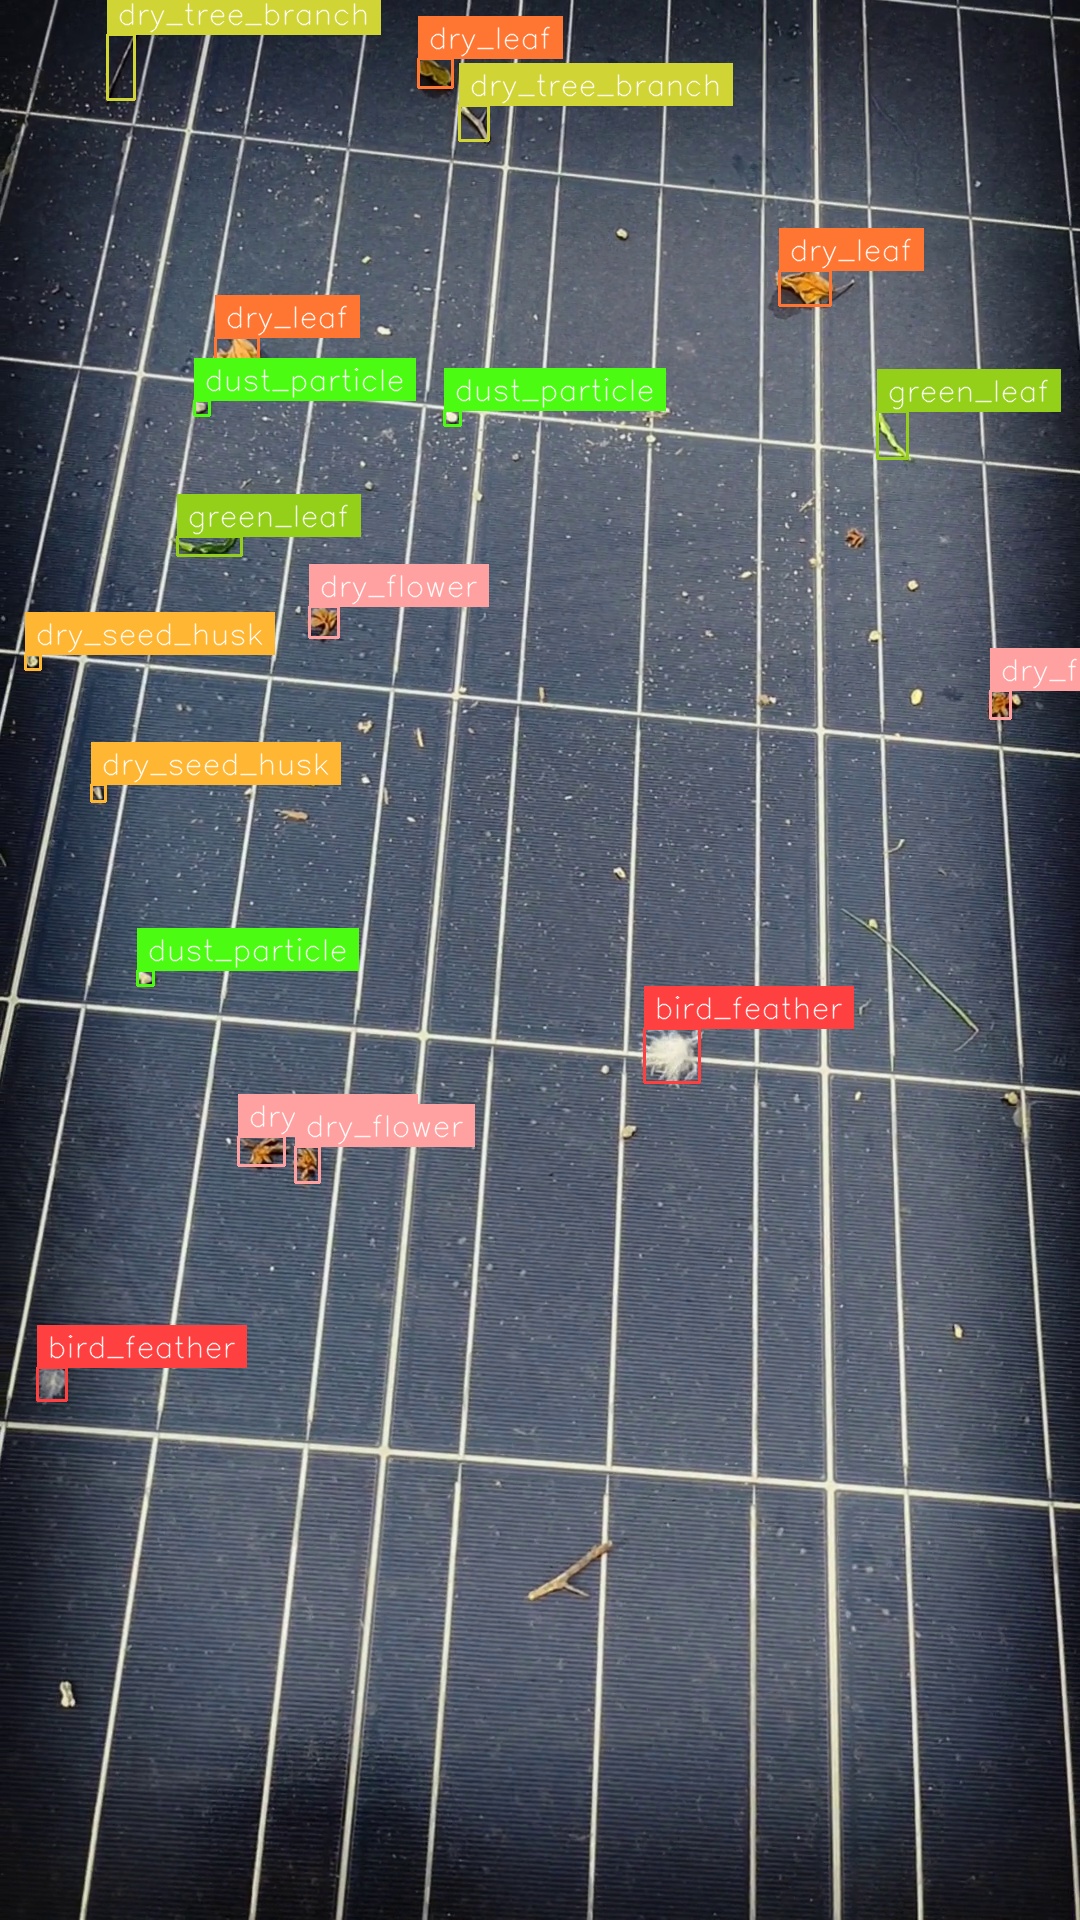 dry_tree_branch
dry_leaf
dry_tree_branch
dry_leaf
dry_leaf
dust_particle
dust_particle
green_leaf
green_leaf
dry_flower
dry_seed_husk
dry_f
dry_seed_husk
dust_particle
bird_feather
dry
dry_flower
bird_feather